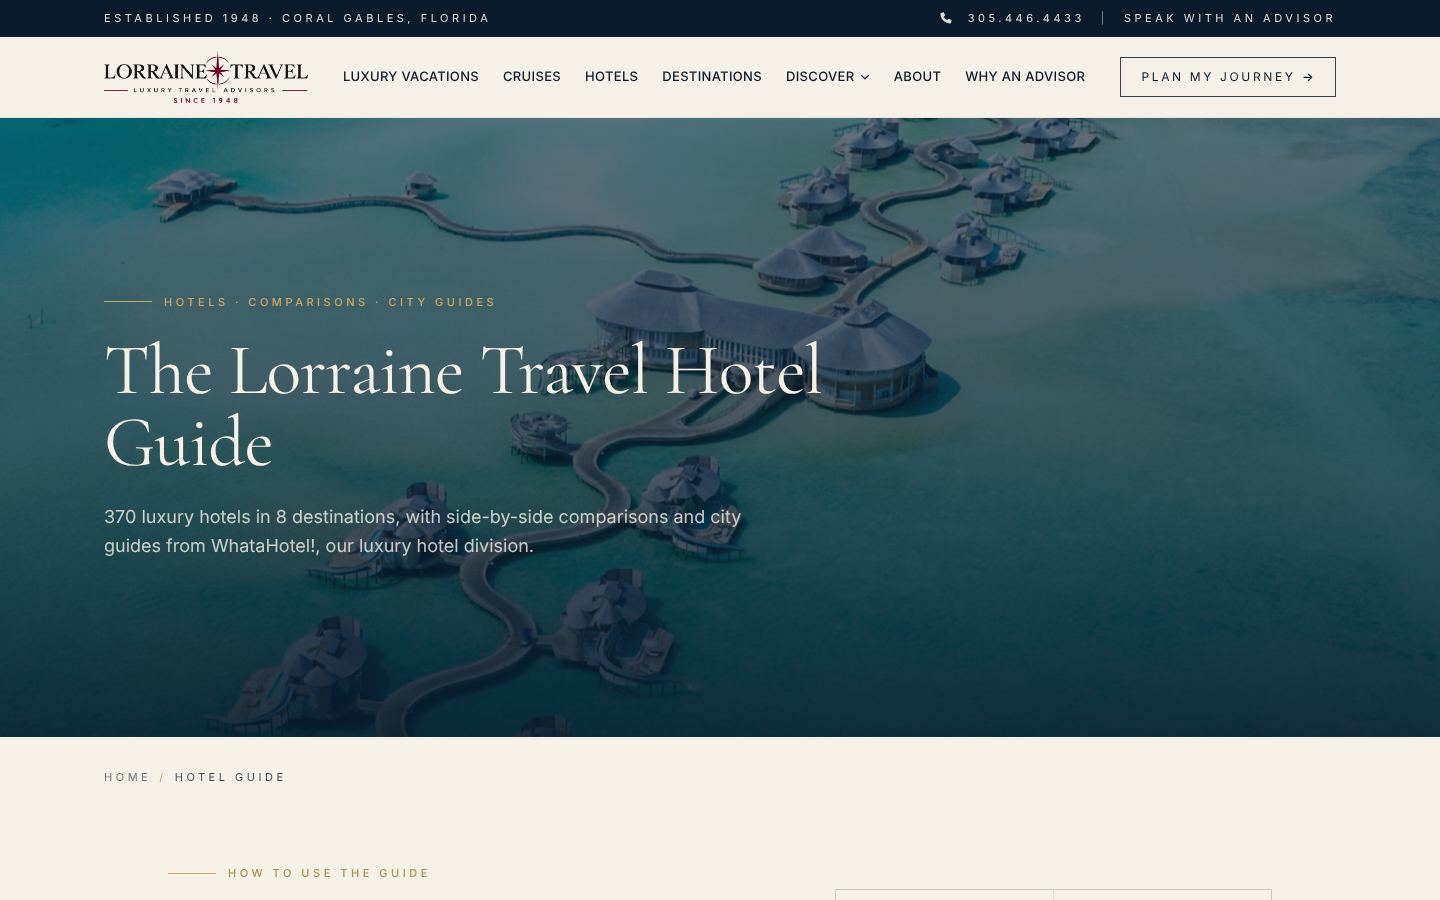 ESTABLISHED 1948 · CORAL GABLES, FLORIDA
305.446.4433
SPEAK WITH AN ADVISOR
LORRAINE TRAVEL
LUXURY TRAVEL ADVISORS
SINCE 1948
LUXURY VACATIONS
CRUISES
HOTELS
DESTINATIONS
DISCOVER
ABOUT
WHY AN ADVISOR
PLAN MY JOURNEY →
HOTELS · COMPARISONS · CITY GUIDES
The Lorraine Travel Hotel
Guide
370 luxury hotels in 8 destinations, with side-by-side comparisons and city
guides from WhataHotel!, our luxury hotel division.
HOME / HOTEL GUIDE
HOW TO USE THE GUIDE